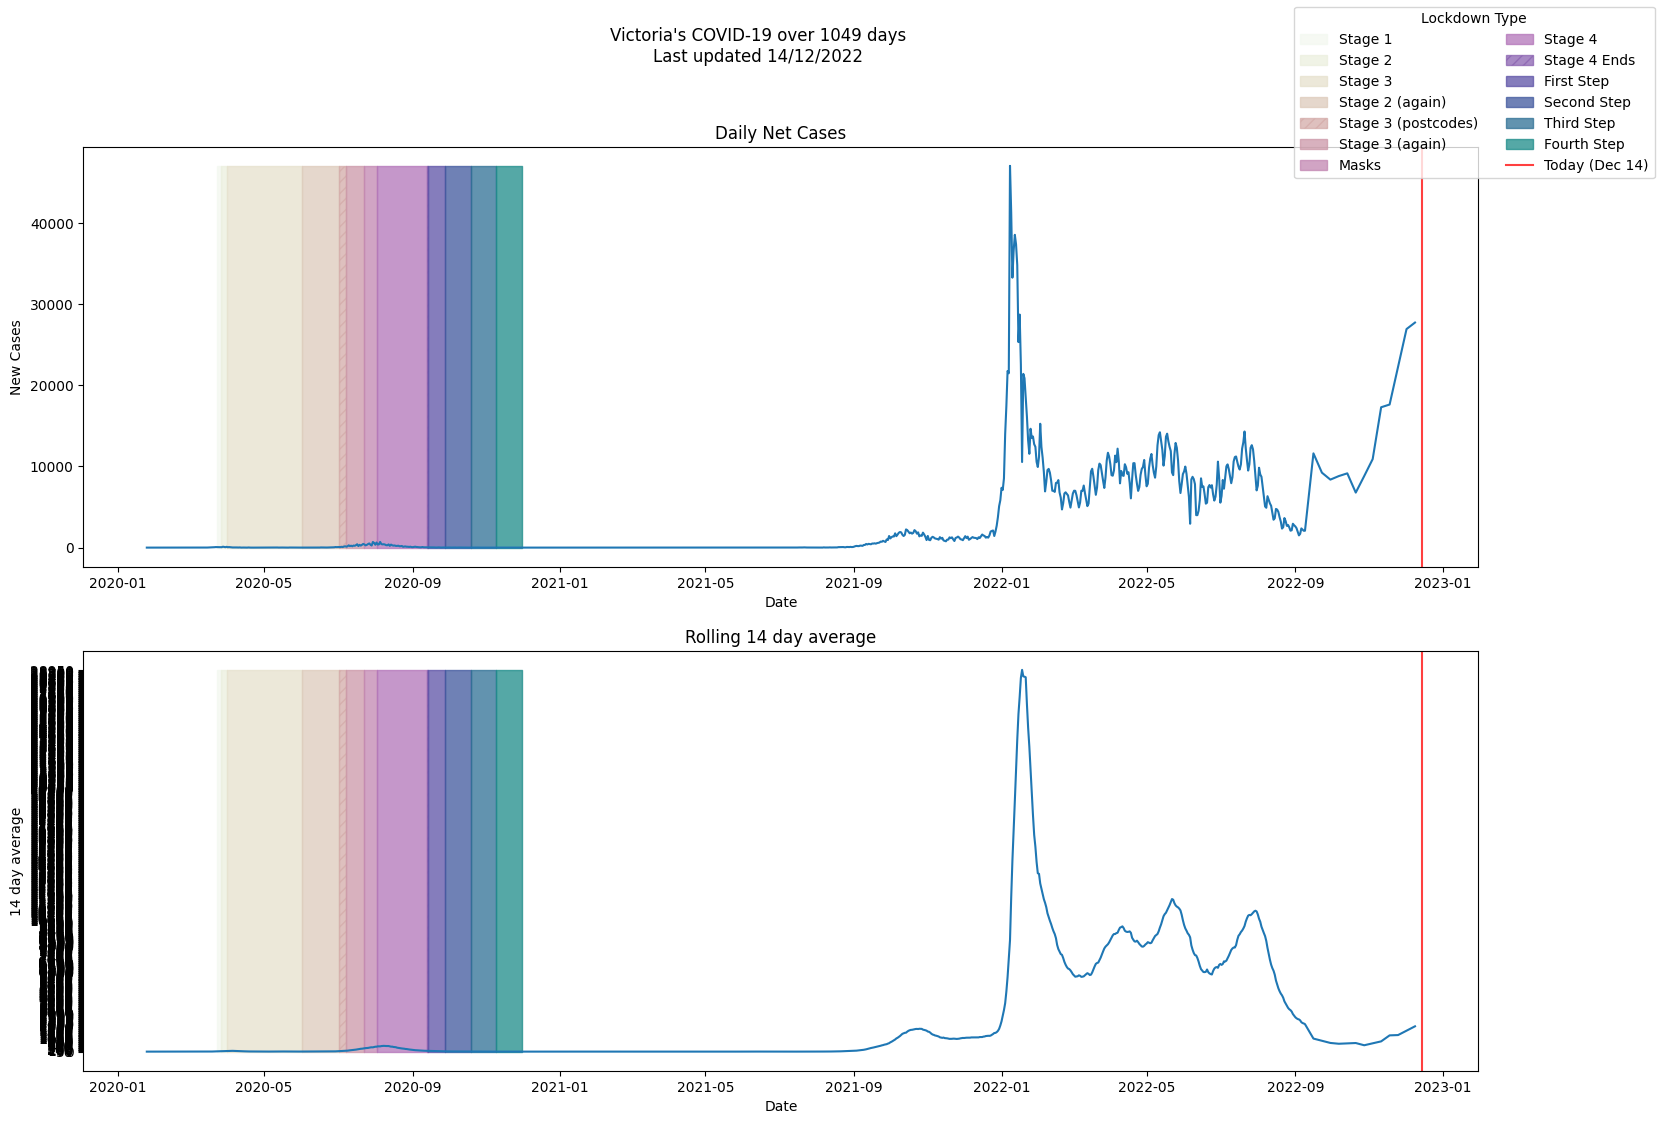 Victoria's COVID-19 over 1049 days
Last updated 14/12/2022
Lockdown Type
Stage 1
Stage 2
Stage 3
Stage 2 (again)
Stage 3 (postcodes)
Stage 3 (again)
Masks
Stage 4
Stage 4 Ends
First Step
Second Step
Third Step
Fourth Step
Today (Dec 14)
Daily Net Cases
New Cases
40000
30000
20000
10000
0
2020-01 2020-05 2020-09 2021-01 2021-05 2021-09 2022-01 2022-05 2022-09 2023-01
Date
Rolling 14 day average
14 day average
2020-01 2020-05 2020-09 2021-01 2021-05 2021-09 2022-01 2022-05 2022-09 2023-01
Date